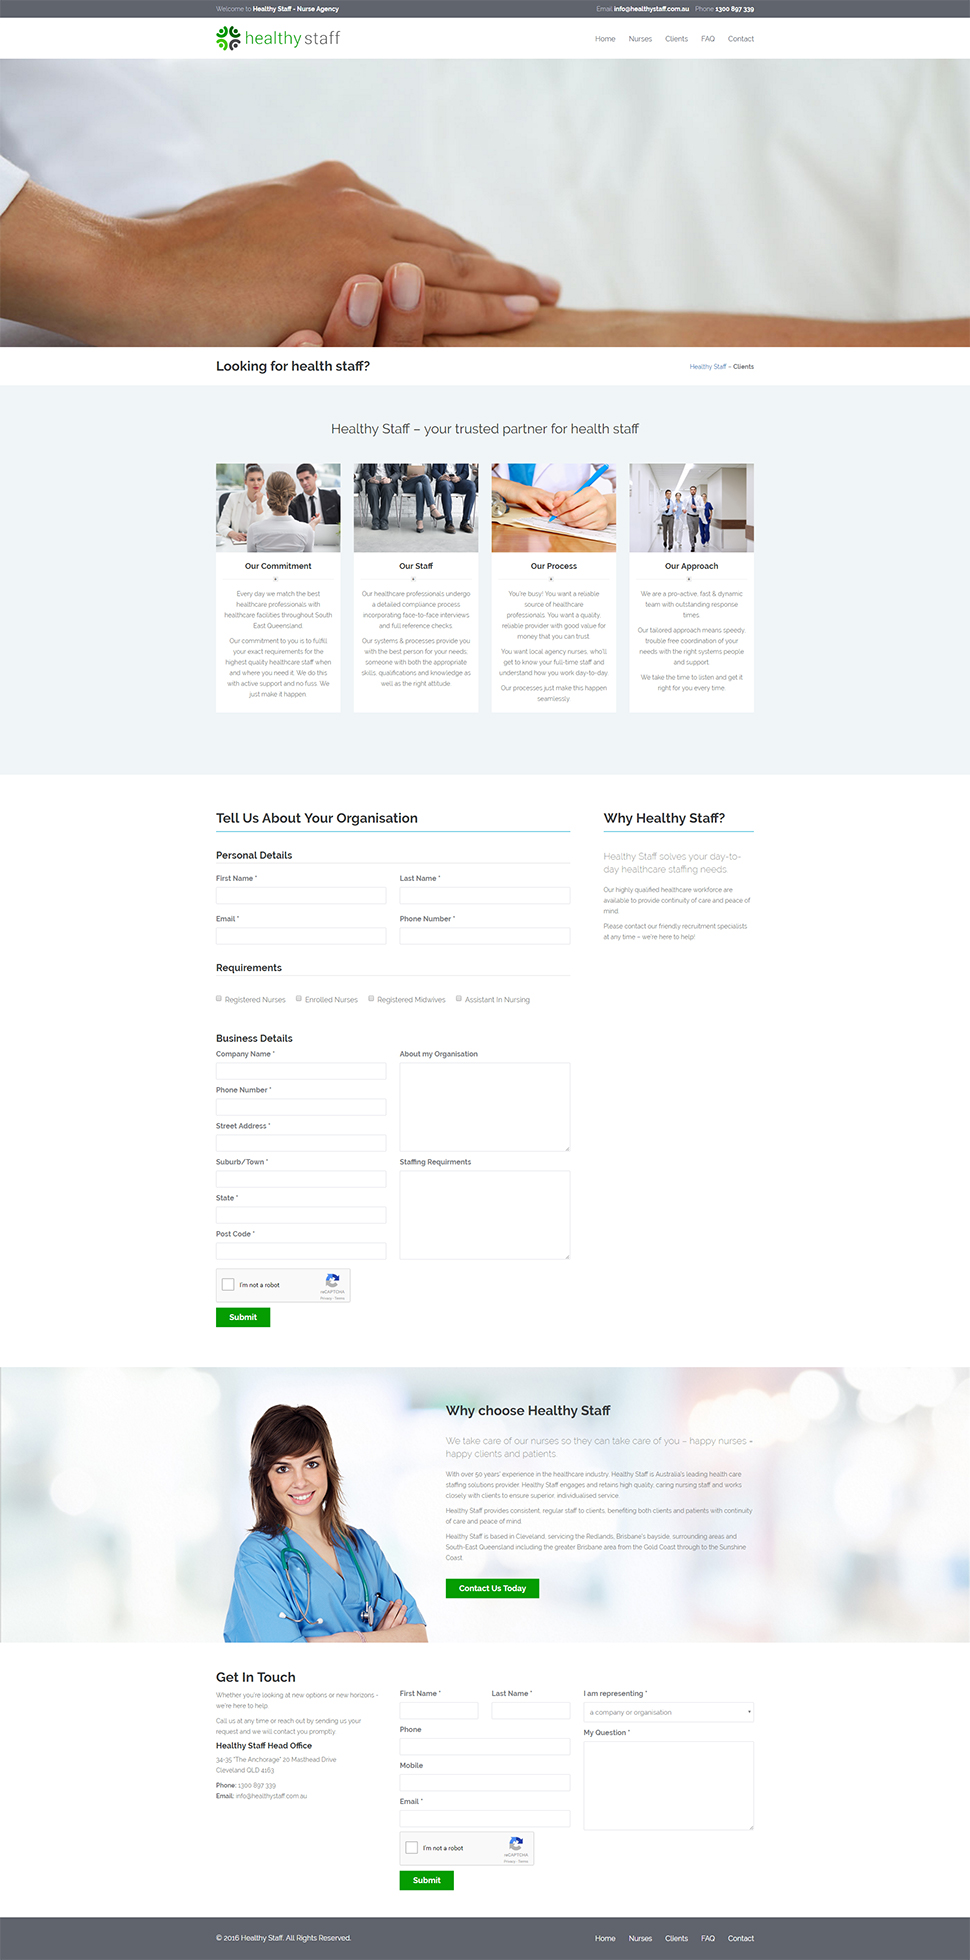 Welcome to Healthy Staff - Nurse Agency
Email info@healthystaff.com.au Phone 1300 897 339
healthy staff
Home Nurses Clients FAQ Contact
Looking for health staff?
Healthy Staff – Clients
Healthy Staff – your trusted partner for health staff
Our Commitment
Every day we match the best
healthcare professionals with
healthcare facilities throughout South
East Queensland.
Our commitment to you is to fulfill
your exact requirements for the
highest quality healthcare staff when
and where you need it. We do this
with active support and no fuss. We
just make it happen.
Our Staff
Our healthcare professionals undergo
a detailed compliance process
incorporating face-to-face interviews
and full reference checks.
Our systems & processes provide you
with the best person for your needs,
someone with both the appropriate
skills, qualifications and knowledge as
well as the right attitude.
Our Process
You're busy! You want a reliable
source of healthcare
professionals. You want a quality,
reliable provider with good value for
money that you can trust.
You want local agency nurses, who'll
get to know your full-time staff and
understand how you work day-to-day.
Our processes just make this happen
seamlessly.
Our Approach
We are a pro-active, fast & dynamic
team with outstanding response
times.
Our tailored approach means speedy,
trouble free coordination of your
needs with the right systems people
and support.
We take the time to listen and get it
right for you every time.
Tell Us About Your Organisation
Personal Details
First Name *
Last Name *
Email *
Phone Number *
Requirements
Registered Nurses Enrolled Nurses Registered Midwives Assistant In Nursing
Business Details
Company Name *
Phone Number *
Street Address *
Suburb/Town *
State *
Post Code *
About my Organisation
Staffing Requirments
I'm not a robot
reCAPTCHA
Privacy - Terms
Submit
Why Healthy Staff?
Healthy Staff solves your day-to-
day healthcare staffing needs.
Our highly qualified healthcare workforce are
available to provide continuity of care and peace of
mind.
Please contact our friendly recruitment specialists
at any time – we're here to help!
Why choose Healthy Staff
We take care of our nurses so they can take care of you – happy nurses =
happy clients and patients
With over 50 years' experience in the healthcare industry, Healthy Staff is Australia's leading health care
staffing solutions provider. Healthy Staff engages and retains high quality, caring nursing staff and works
closely with clients to ensure superior, individualised service.
Healthy Staff provides consistent, regular staff to clients, benefiting both clients and patients with continuity
of care and peace of mind.
Healthy Staff is based in Cleveland, servicing the Redlands, Brisbane's bayside, surrounding areas and
South-East Queensland including the greater Brisbane area from the Gold Coast through to the Sunshine
Coast.
Contact Us Today
Get In Touch
Whether you're looking at new options or new horizons -
we're here to help.
Call us at any time or reach out by sending us your
request and we will contact you promptly.
Healthy Staff Head Office
34-35 "The Anchorage" 20 Masthead Drive
Cleveland QLD 4163
Phone: 1300 897 339
Email: info@healthystaff.com.au
First Name *
Last Name *
Phone
Mobile
Email *
I'm not a robot
reCAPTCHA
Privacy - Terms
Submit
I am representing *
a company or organisation
My Question *
© 2016 Healthy Staff. All Rights Reserved.
Home Nurses Clients FAQ Contact